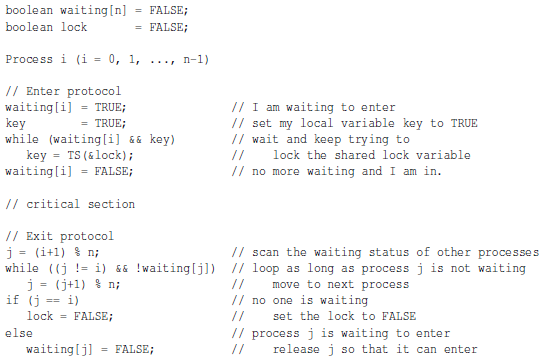 boolean waiting[n] = FALSE;
boolean lock       = FALSE;

Process i (i = 0, 1, ..., n-1)

// Enter protocol
waiting[i] = TRUE;               // I am waiting to enter
key        = TRUE;               // set my local variable key to TRUE
while (waiting[i] && key)        // wait and keep trying to
   key = TS(&lock);              //    lock the shared lock variable
waiting[i] = FALSE;              // no more waiting and I am in.

// critical section

// Exit protocol
j = (i+1) % n;                   // scan the waiting status of other processes
while ((j != i) && !waiting[j])  // loop as long as process j is not waiting
   j = (j+1) % n;                //    move to next process
if (j == i)                      // no one is waiting
   lock = FALSE;                 //    set the lock to FALSE
else                             // process j is waiting to enter
   waiting[j] = FALSE;           //    release j so that it can enter